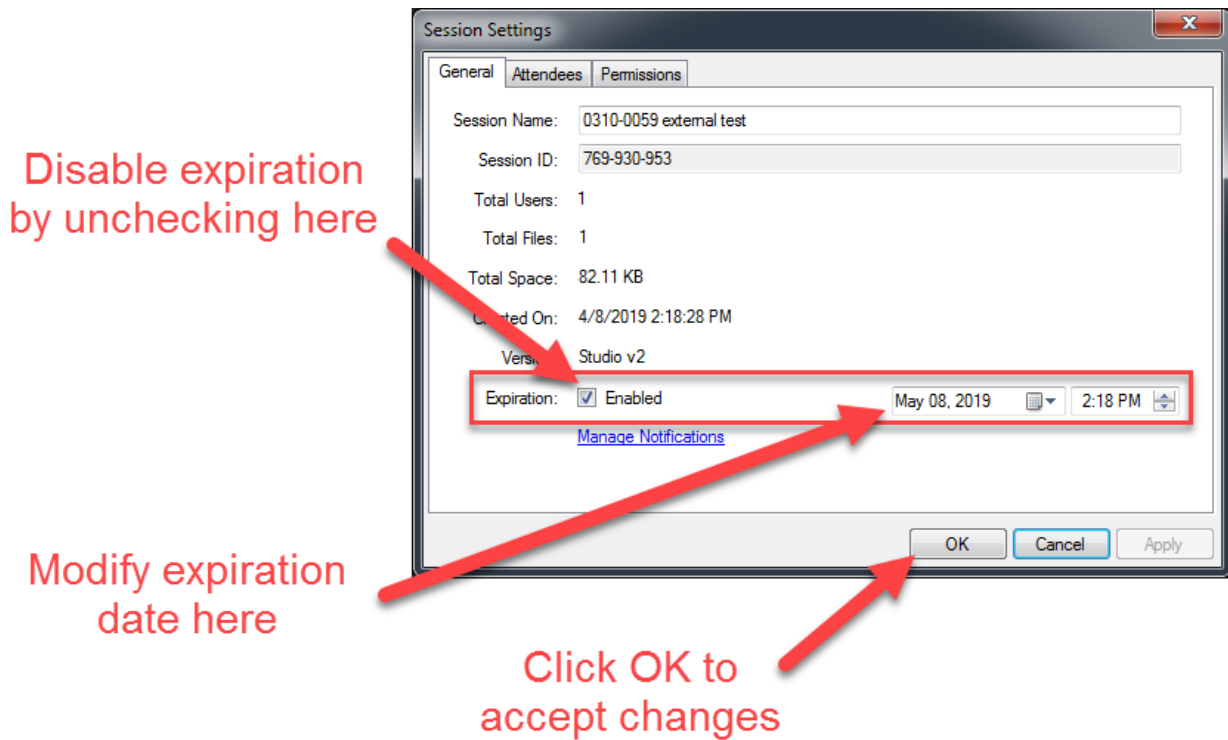 Session Settings
General Attendees Permissions
Session Name: 0310-0059 external test
Session ID: 769-930-953
Disable expiration
by unchecking here
Total Users: 1
Total Files: 1
Total Space: 82.11 KB
ted On: 4/8/2019 2:18:28 PM
Vers Studio v2
Expiration: Enabled May 08, 2019 2:18 PM
Manage Notifications
OK Cancel Apply
Modify expiration
date here
Click OK to
accept changes